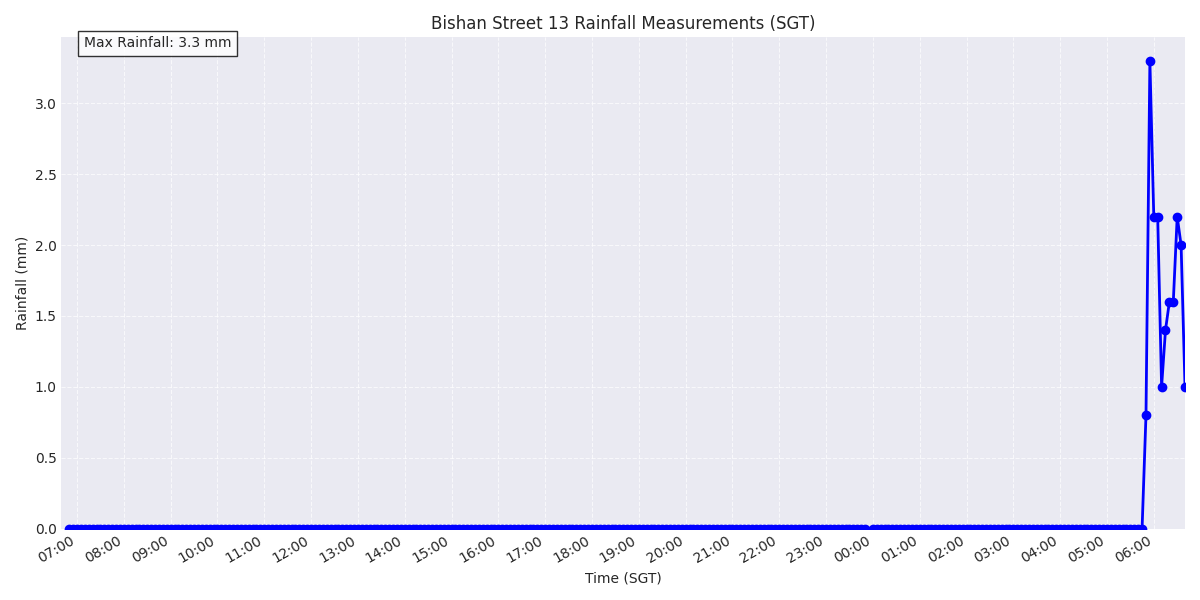 Bishan Street 13 Rainfall Measurements (SGT)
Max Rainfall: 3.3 mm
Rainfall (mm)
3.0
2.5
2.0
1.5
1.0
0.5
0.0
07:00 08:00 09:00 10:00 11:00 12:00 13:00 14:00 15:00 16:00 17:00 18:00 19:00 20:00 21:00 22:00 23:00 00:00 01:00 02:00 03:00 04:00 05:00 06:00
Time (SGT)